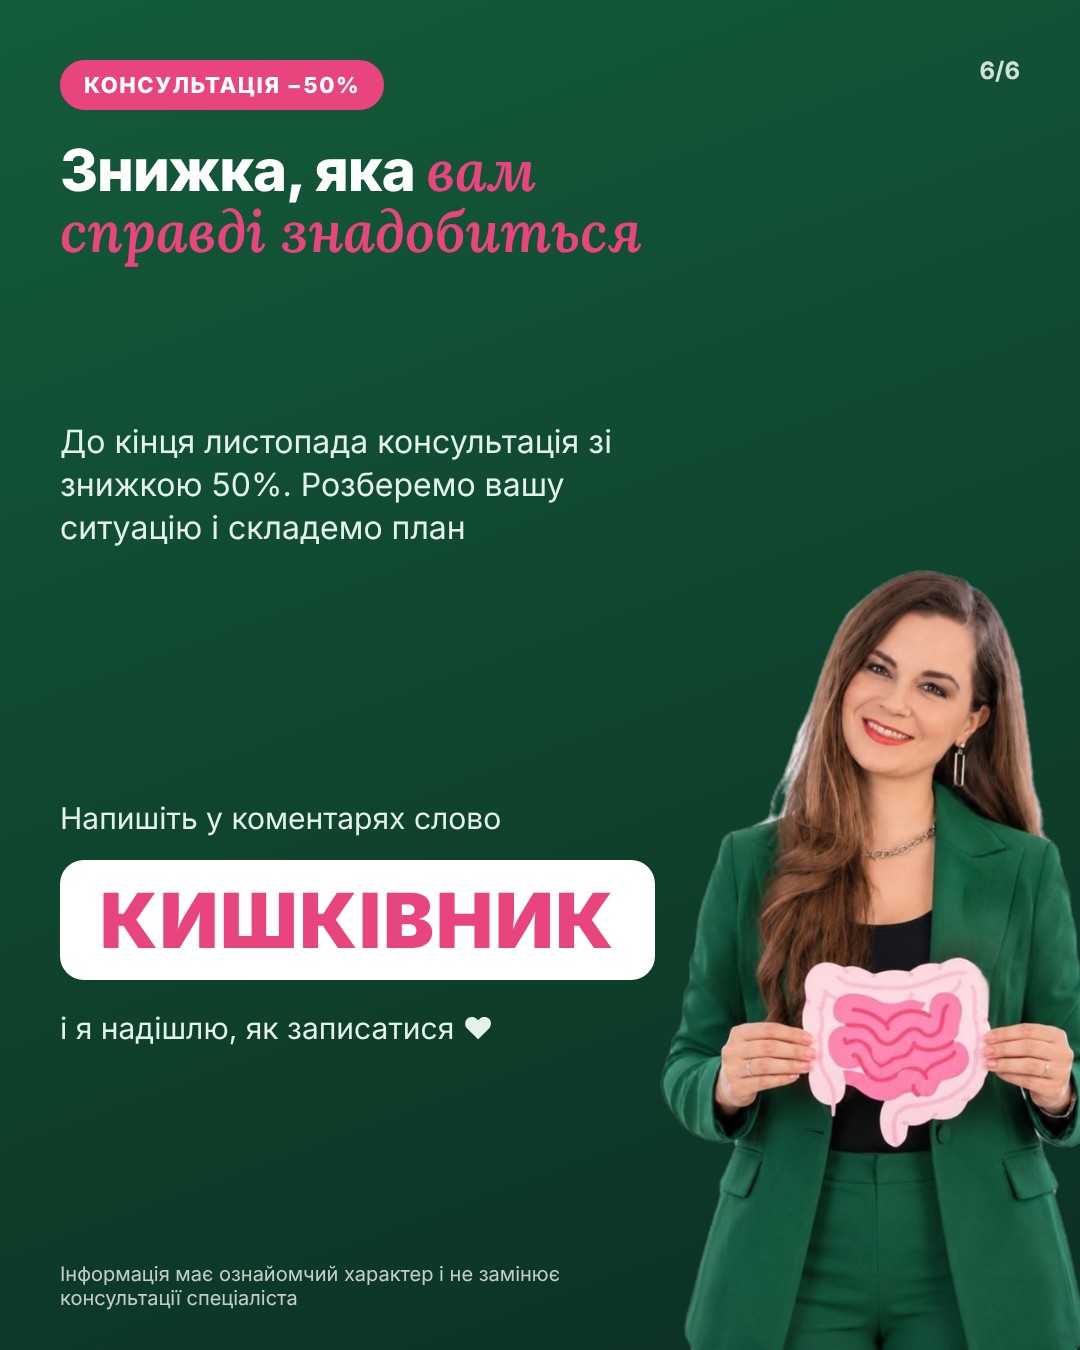 КОНСУЛЬТАЦІЯ –50%
6/6
Знижка, яка вам
справді знадобиться
До кінця листопада консультація зі
знижкою 50%. Розберемо вашу
ситуацію і складемо план
Напишіть у коментарях слово
КИШКІВНИК
і я надішлю, як записатися ♥
Інформація має ознайомчий характер і не замінює
консультації спеціаліста